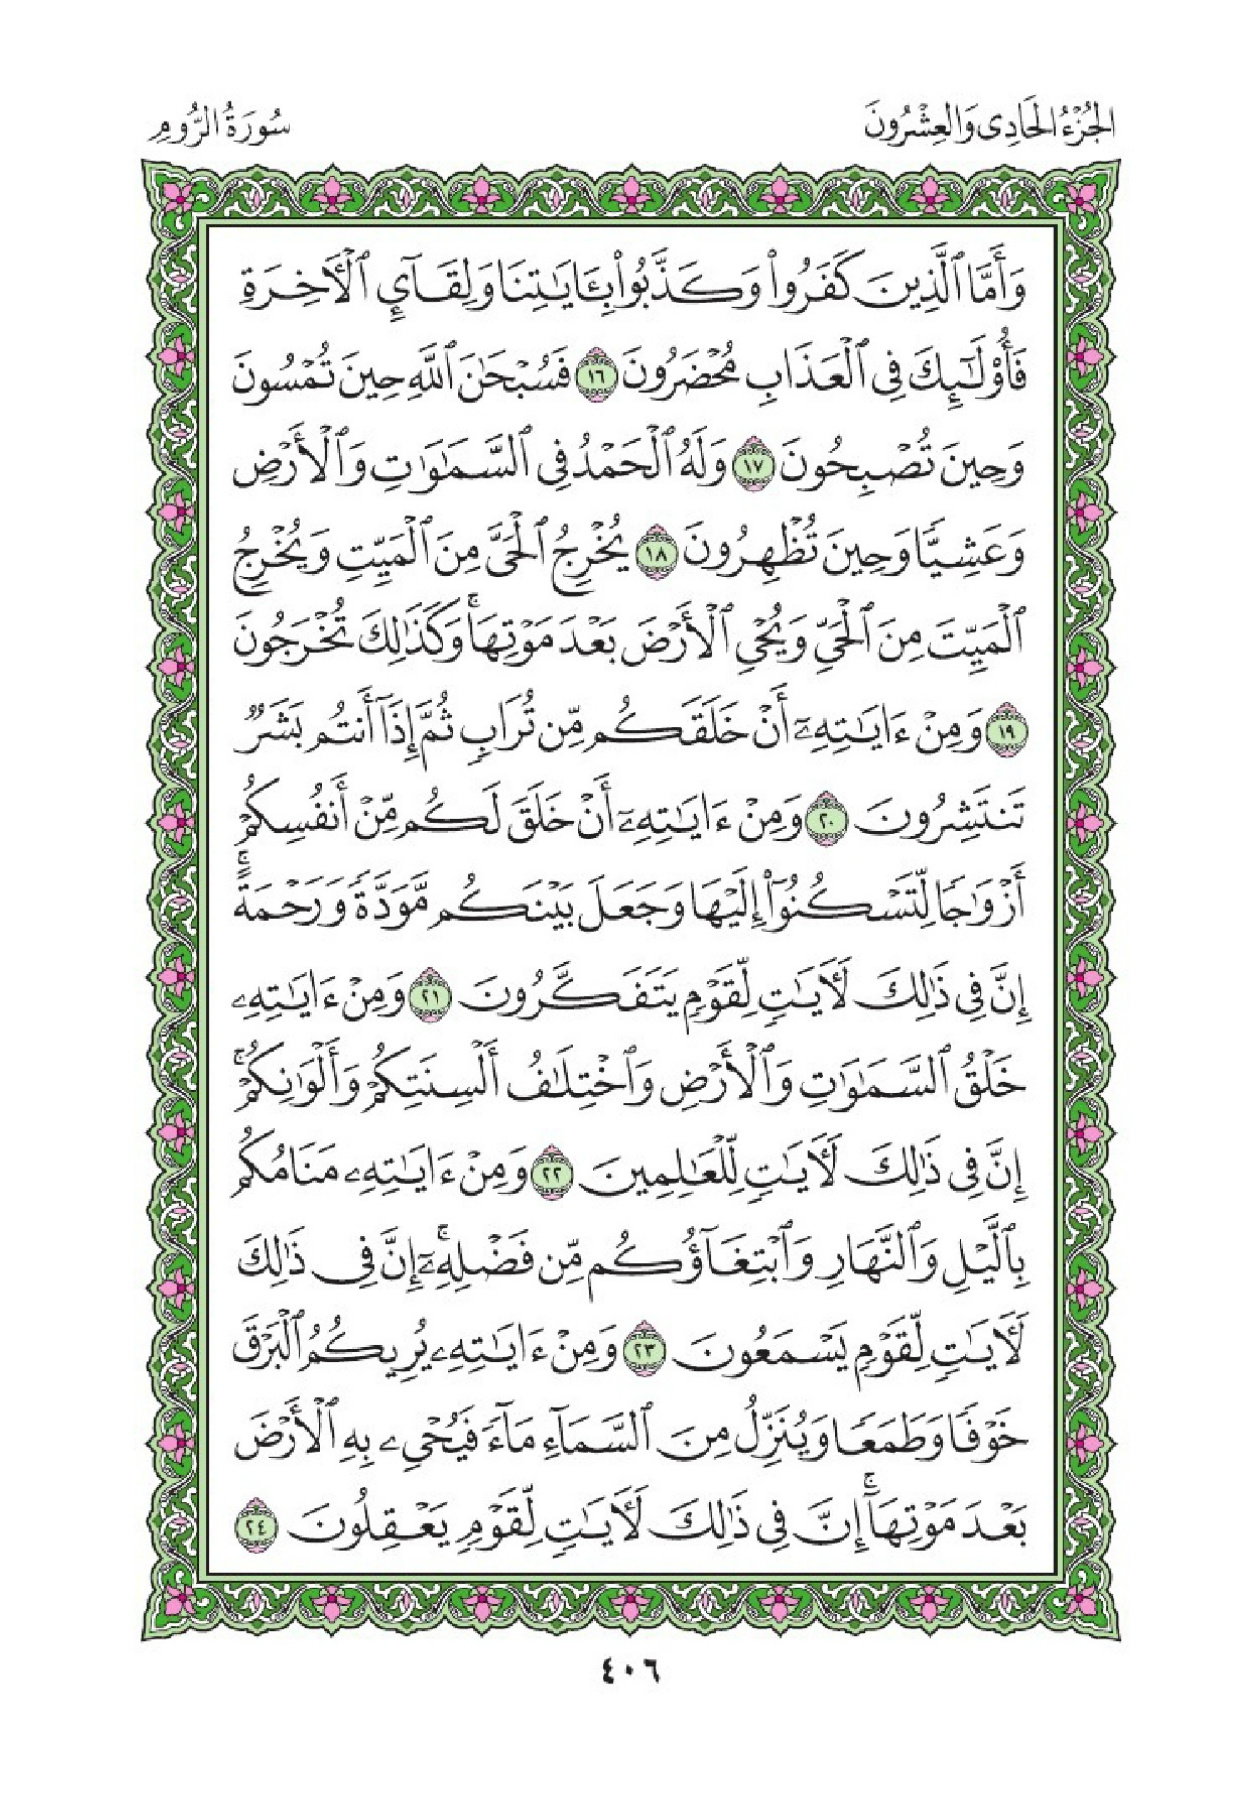 الجُزْءُ الحَادِى وَالعِشْرُونَ
سُورَةُ الرُّومِ
وَأَمَّا ٱلَّذِينَ كَفَرُواْ وَكَذَّبُواْ بِـَٔايَٰتِنَا وَلِقَآيِٕ ٱلْأٓخِرَةِ
فَأُوْلَٰٓئِكَ فِى ٱلْعَذَابِ مُحْضَرُونَ ١٦ فَسُبْحَٰنَ ٱللَّهِ حِينَ تُمْسُونَ
وَحِينَ تُصْبِحُونَ ١٧ وَلَهُ ٱلْحَمْدُ فِى ٱلسَّمَٰوَٰتِ وَٱلْأَرْضِ
وَعَشِيًّا وَحِينَ تُظْهِرُونَ ١٨ يُخْرِجُ ٱلْحَىَّ مِنَ ٱلْمَيِّتِ وَيُخْرِجُ
ٱلْمَيِّتَ مِنَ ٱلْحَىِّ وَيُحْىِ ٱلْأَرْضَ بَعْدَ مَوْتِهَا ۚ وَكَذَٰلِكَ تُخْرَجُونَ
١٩ وَمِنْ ءَايَٰتِهِۦٓ أَنْ خَلَقَكُم مِّن تُرَابٍ ثُمَّ إِذَآ أَنتُم بَشَرٌ
تَنتَشِرُونَ ٢٠ وَمِنْ ءَايَٰتِهِۦٓ أَنْ خَلَقَ لَكُم مِّنْ أَنفُسِكُمْ
أَزْوَٰجًا لِّتَسْكُنُوٓاْ إِلَيْهَا وَجَعَلَ بَيْنَكُم مَّوَدَّةً وَرَحْمَةً ۚ
إِنَّ فِى ذَٰلِكَ لَأٓيَٰتٍ لِّقَوْمٍ يَتَفَكَّرُونَ ٢١ وَمِنْ ءَايَٰتِهِۦ
خَلْقُ ٱلسَّمَٰوَٰتِ وَٱلْأَرْضِ وَٱخْتِلَٰفُ أَلْسِنَتِكُمْ وَأَلْوَٰنِكُمْ ۚ
إِنَّ فِى ذَٰلِكَ لَأٓيَٰتٍ لِّلْعَٰلِمِينَ ٢٢ وَمِنْ ءَايَٰتِهِۦ مَنَامُكُم
بِٱلَّيْلِ وَٱلنَّهَارِ وَٱبْتِغَآؤُكُم مِّن فَضْلِهِۦٓ ۚ إِنَّ فِى ذَٰلِكَ
لَأٓيَٰتٍ لِّقَوْمٍ يَسْمَعُونَ ٢٣ وَمِنْ ءَايَٰتِهِۦ يُرِيكُمُ ٱلْبَرْقَ
خَوْفًا وَطَمَعًا وَيُنَزِّلُ مِنَ ٱلسَّمَآءِ مَآءً فَيُحْىِۦ بِهِ ٱلْأَرْضَ
بَعْدَ مَوْتِهَآ ۚ إِنَّ فِى ذَٰلِكَ لَأٓيَٰتٍ لِّقَوْمٍ يَعْقِلُونَ ٢٤
٤٠٦